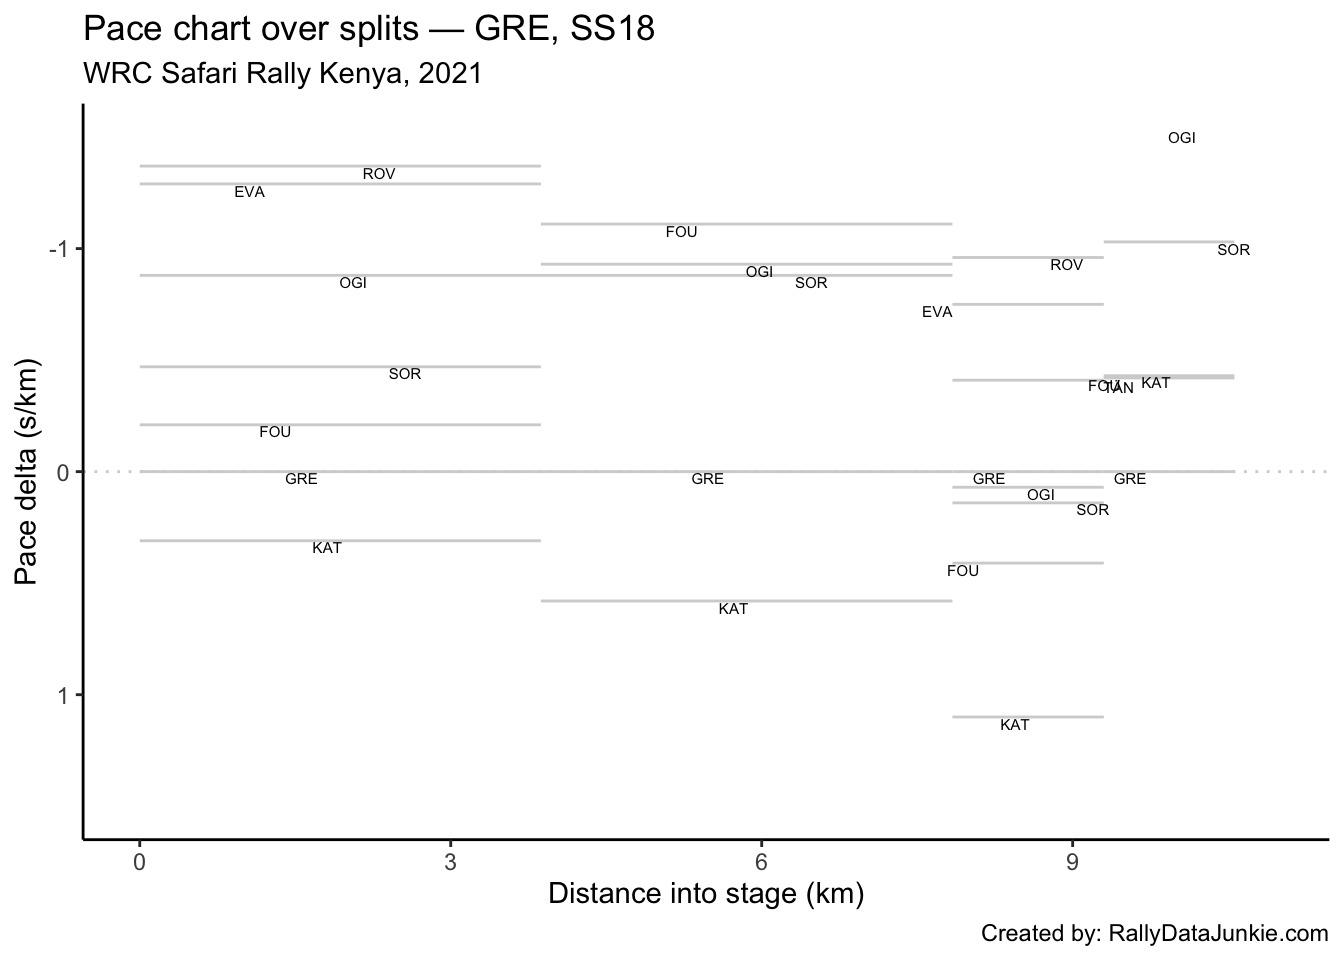 Pace chart over splits — GRE, SS18
WRC Safari Rally Kenya, 2021
OGI
ROV
EVA
FOU
SOR
-1
OGI
ROV
OGI
SOR
EVA
SOR
FOU
TAN
KAT
FOU
0
GRE
GRE
GRE
GRE
OGI
SOR
KAT
FOU
KAT
1
KAT
Pace delta (s/km)
0
3
6
9
Distance into stage (km)
Created by: RallyDataJunkie.com